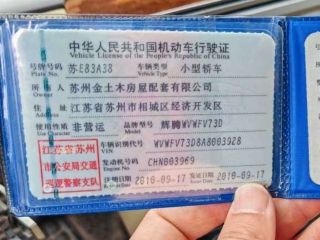 中华人民共和国机动车行驶证
Vehicle License of the People's Republic of China
号牌号码 苏E83A38 车辆类型 小型轿车
Plate No. Vehicle Type
所有人 苏州金土木房屋配套有限公司
Owner
住址 江苏省苏州市相城区经济开发区
Address
使用性质 非营运 品牌型号 辉腾WVWFV73D
Use Character Model
江苏省苏州
市公安局交通
巡逻警察支队
车辆识别代号 WVWFV73D8A8003928
VIN
发动机号码 CHN003969
Engine No.
注册日期 2010-09-17 发证日期 2010-09-17